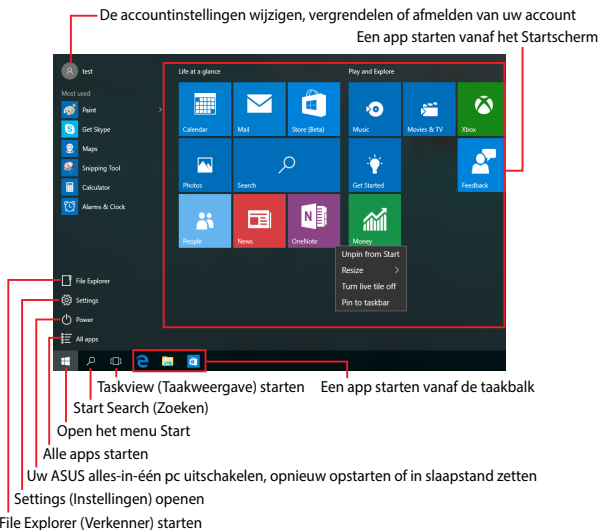 De accountinstellingen wijzigen, vergrendelen of afmelden van uw account
Een app starten vanaf het Startscherm
test
Life at a glance
Play and Explore
Most used
Paint
Get Skype
Maps
Snipping Tool
Calculator
Alarms & Clock
Calendar
Mail
Store (Beta)
Music
Movies & TV
Xbox
Photos
Search
Get Started
Feedback
People
News
OneNote
Money
Unpin from Start
Resize
Turn live tile off
Pin to taskbar
File Explorer
Settings
Power
All apps
Taskview (Taakweergave) starten
Een app starten vanaf de taakbalk
Start Search (Zoeken)
Open het menu Start
Alle apps starten
Uw ASUS alles-in-één pc uitschakelen, opnieuw opstarten of in slaapstand zetten
Settings (Instellingen) openen
File Explorer (Verkenner) starten